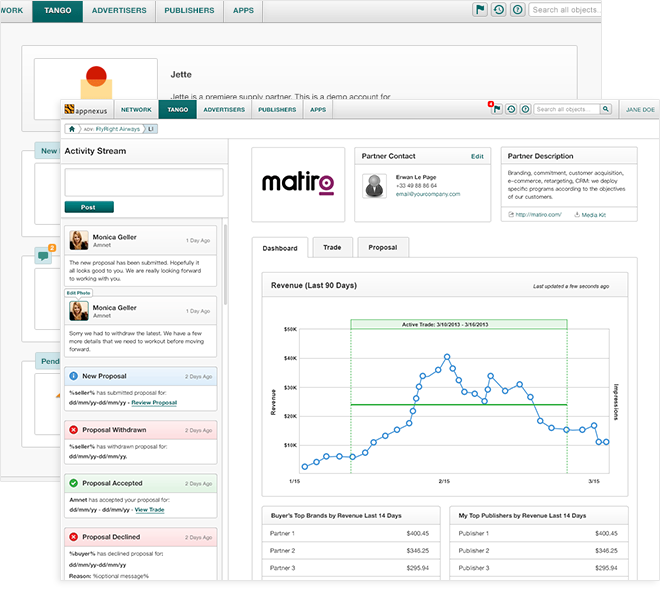 WORK TANGO ADVERTISERS PUBLISHERS APPS Search all objects...
Jette
Jette is a premiere supply partner. This is a demo account for
New
2
Pend
appnexus NETWORK TANGO ADVERTISERS PUBLISHERS APPS 4 Search all objects... JANE DOE
ADV: FlyRight Airways LI
Activity Stream
Post
Monica Geller
Amnet
1 Day Ago
The new proposal has been submitted. Hopefully it
all looks good to you. We are really looking forward
to working with you.
Edit Photo
Monica Geller
Amnet
1 Day Ago
Sorry we had to withdraw the latest. We have a few
more details that we need to workout before moving
forward.
New Proposal 2 Days Ago
%seller% has submitted proposal for:
dd/mm/yy-dd/mm/yy - Review Proposal
Proposal Withdrawn 2 Days Ago
%seller% has withdrawn proposal for:
dd/mm/yy-dd/mm/yy.
Proposal Accepted 2 Days Ago
Amnet has accepted your proposal for:
dd/mm/yy - dd/mm/yy - View Trade
Proposal Declined 2 Days Ago
%buyer% has declined proposal for:
dd/mm/yy-dd/mm/yy
Reason: %optional message%
matiro
Partner Contact Edit
Erwan Le Page
+33 49 88 86 64
email@yourcompany.com
Partner Description
Branding, commitment, customer acquisition,
e-commerce, retargeting, CRM: we deploy
specific programs according to the objectives
of our customers.
http://matiro.com/ Media Kit
Dashboard Trade Proposal
Revenue (Last 90 Days) Last updated a few seconds ago
Active Trade: 3/10/2013 - 3/16/2013
$50K
$40K
$30K
$20K
$10K
Revenue
Impressions
1/15 2/15 3/15
Buyer's Top Brands by Revenue Last 14 Days
Partner 1 $400.45
Partner 2 $346.25
Partner 3 $295.94
My Top Publishers by Revenue Last 14 Days
Publisher 1 $400.45
Publisher 2 $346.25
Publisher 3 $295.94